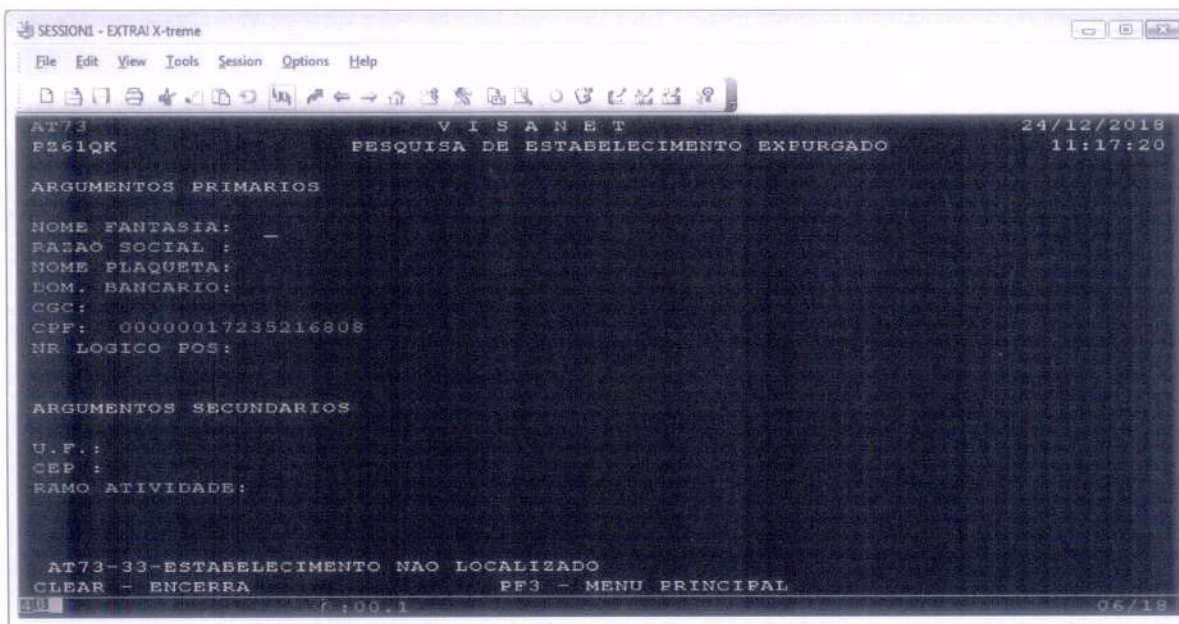 SESSION1 - EXTRA! X-treme
File Edit View Tools Session Options Help
AT73 V I S A N E T 24/12/2018
PZ61QK PESQUISA DE ESTABELECIMENTO EXPURGADO 11:17:20
ARGUMENTOS PRIMARIOS
NOME FANTASIA: _
RAZAO SOCIAL :
NOME PLAQUETA:
DOM. BANCARIO:
CGC:
CPF: 00000017235216808
NR LOGICO POS:
ARGUMENTOS SECUNDARIOS
U.F.:
CEP :
RAMO ATIVIDADE:
AT73-33-ESTABELECIMENTO NAO LOCALIZADO
CLEAR - ENCERRA PF3 - MENU PRINCIPAL
:00.1 06/18